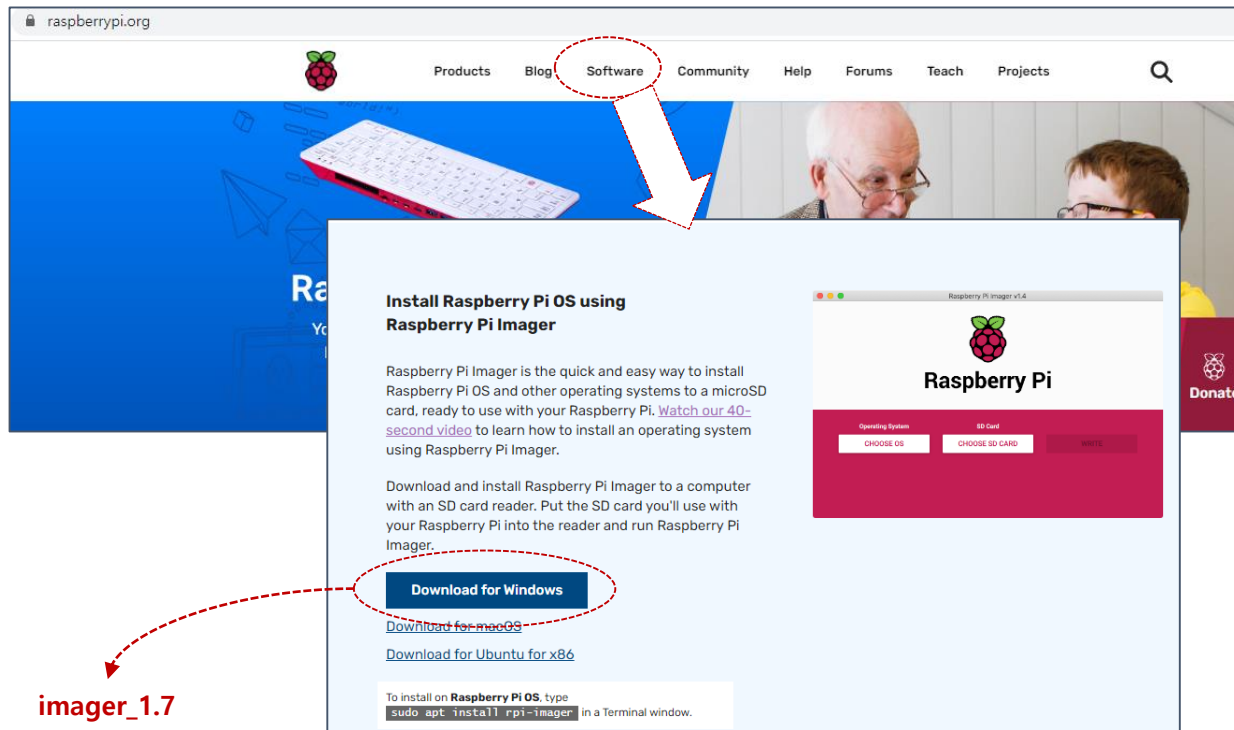 raspberrypi.org
Products Blog Software Community Help Forums Teach Projects
Ra
Yo
Install Raspberry Pi OS using
Raspberry Pi Imager
Raspberry Pi Imager is the quick and easy way to install
Raspberry Pi OS and other operating systems to a microSD
card, ready to use with your Raspberry Pi. Watch our 40-
second video to learn how to install an operating system
using Raspberry Pi Imager.
Download and install Raspberry Pi Imager to a computer
with an SD card reader. Put the SD card you'll use with
your Raspberry Pi into the reader and run Raspberry Pi
Imager.
Download for Windows
Download for macOS
Download for Ubuntu for x86
To install on Raspberry Pi OS, type
sudo apt install rpi-imager in a Terminal window.
Raspberry Pi Imager v1.4
Raspberry Pi
Operating System SD Card
CHOOSE OS CHOOSE SD CARD WRITE
Donate
imager_1.7